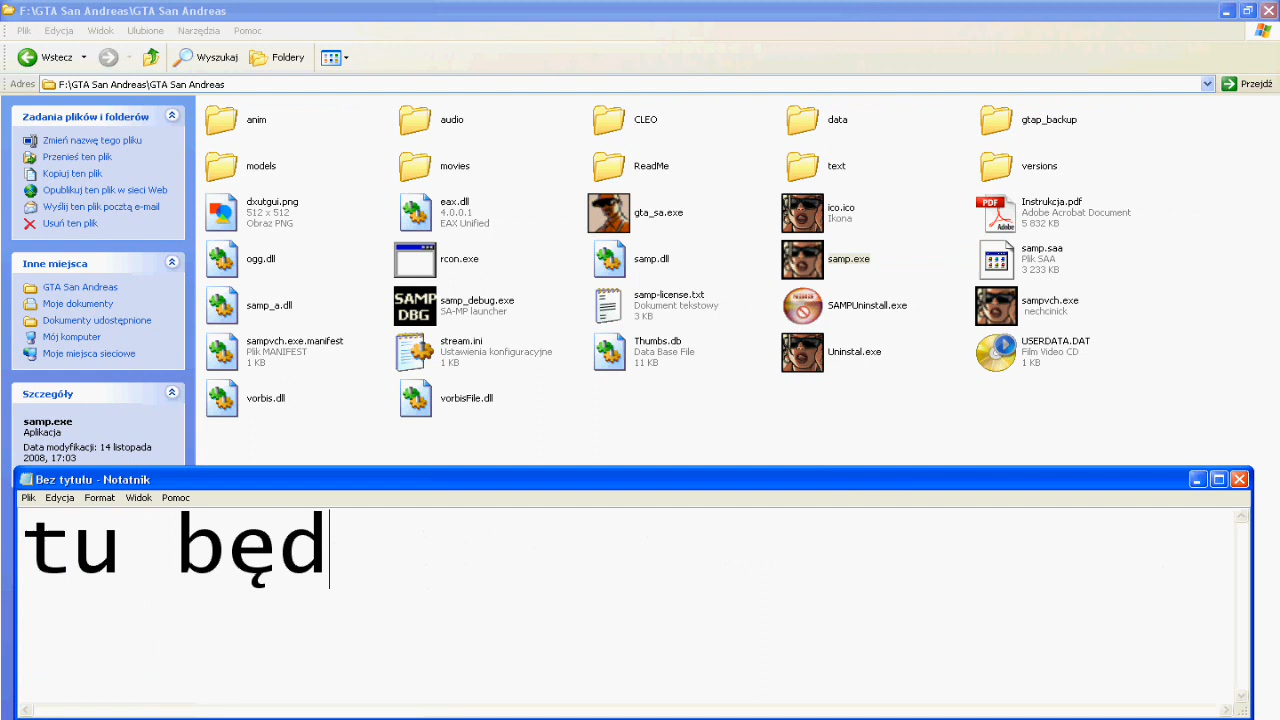 F:\GTA San Andreas\GTA San Andreas
Plik Edycja Widok Ulubione Narzędzia Pomoc
Wstecz Wyszukaj Foldery
Adres F:\GTA San Andreas\GTA San Andreas Przejdź
Zadania plików i folderów
Zmień nazwę tego pliku
Przenieś ten plik
Kopiuj ten plik
Opublikuj ten plik w sieci Web
Wyślij ten plik pocztą e-mail
Usuń ten plik
Inne miejsca
GTA San Andreas
Moje dokumenty
Dokumenty udostępnione
Mój komputer
Moje miejsca sieciowe
Szczegóły
samp.exe
Aplikacja
Data modyfikacji: 14 listopada
2008, 17:03
anim
audio
CLEO
data
gtap_backup
models
movies
ReadMe
text
versions
dxutgui.png
512 x 512
Obraz PNG
eax.dll
4.0.0.1
EAX Unified
gta_sa.exe
ico.ico
Ikona
Instrukcja.pdf
Adobe Acrobat Document
5 832 KB
PDF
ogg.dll
rcon.exe
samp.dll
samp.exe
samp.saa
Plik SAA
3 233 KB
samp_a.dll
SAMP
DBG
samp_debug.exe
SA-MP launcher
samp-license.txt
Dokument tekstowy
3 KB
SAMPUninstall.exe
sampvch.exe
nechcinick
sampvch.exe.manifest
Plik MANIFEST
1 KB
stream.ini
Ustawienia konfiguracyjne
1 KB
Thumbs.db
Data Base File
11 KB
Uninstal.exe
USERDATA.DAT
Film Video CD
1 KB
vorbis.dll
vorbisFile.dll
Bez tytułu - Notatnik
Plik Edycja Format Widok Pomoc
tu będ